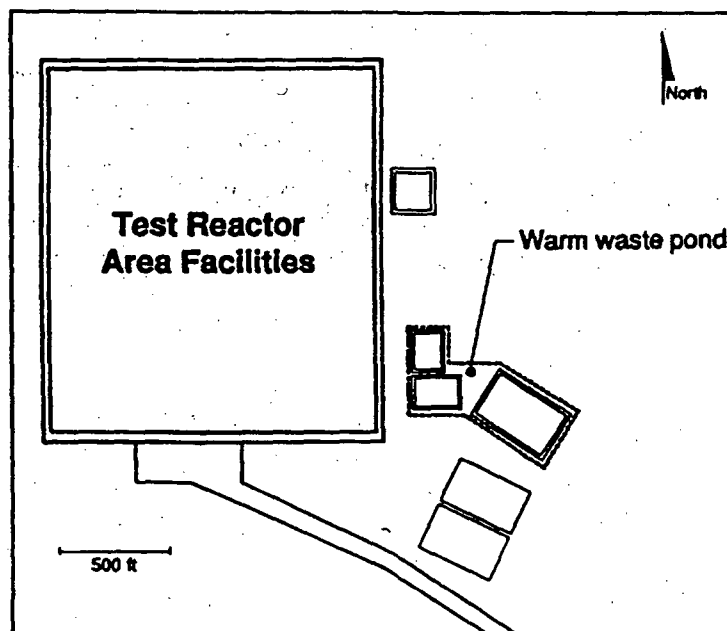 North
Test Reactor
Area Facilities
Warm waste pond
500 ft